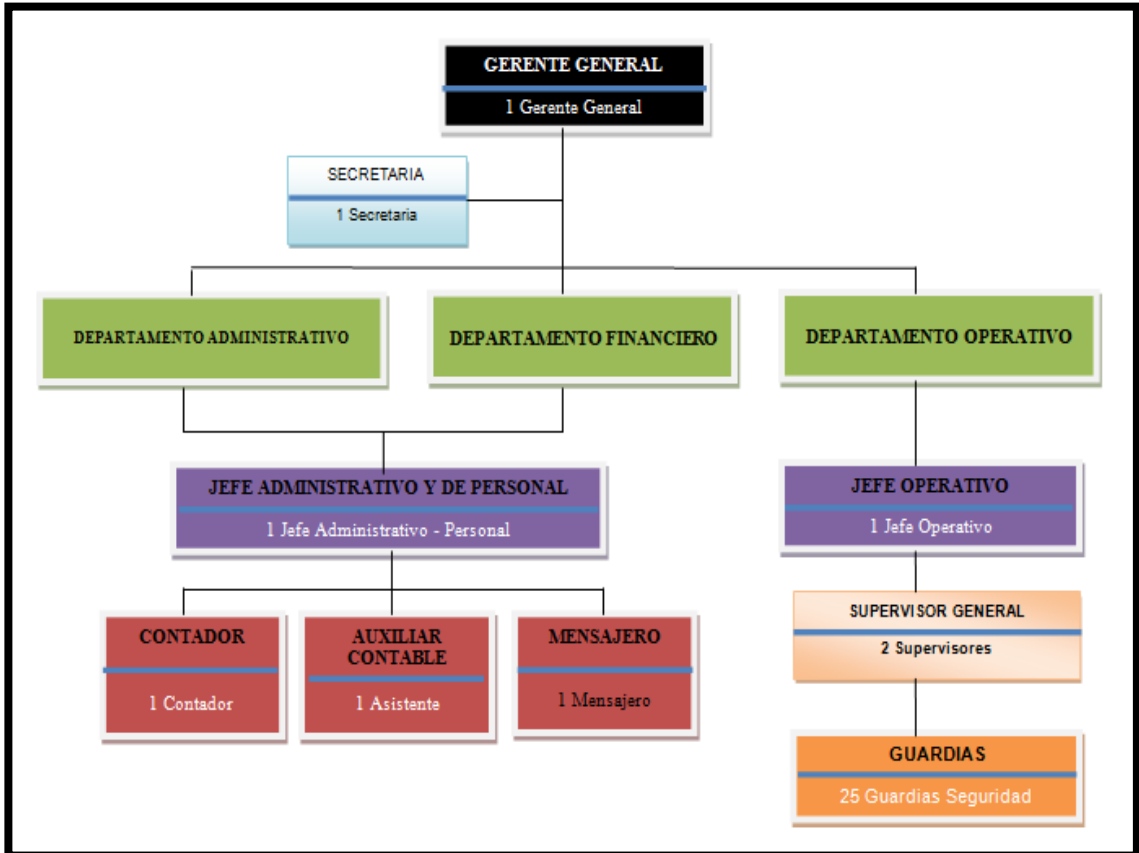 GERENTE GENERAL
1 Gerente General
SECRETARIA
1 Secretaria
DEPARTAMENTO ADMINISTRATIVO
DEPARTAMENTO FINANCIERO
DEPARTAMENTO OPERATIVO
JEFE ADMINISTRATIVO Y DE PERSONAL
1 Jefe Administrativo - Personal
JEFE OPERATIVO
1 Jefe Operativo
CONTADOR
1 Contador
AUXILIAR
CONTABLE
1 Asistente
MENSAJERO
1 Mensajero
SUPERVISOR GENERAL
2 Supervisores
GUARDIAS
25 Guardias Seguridad